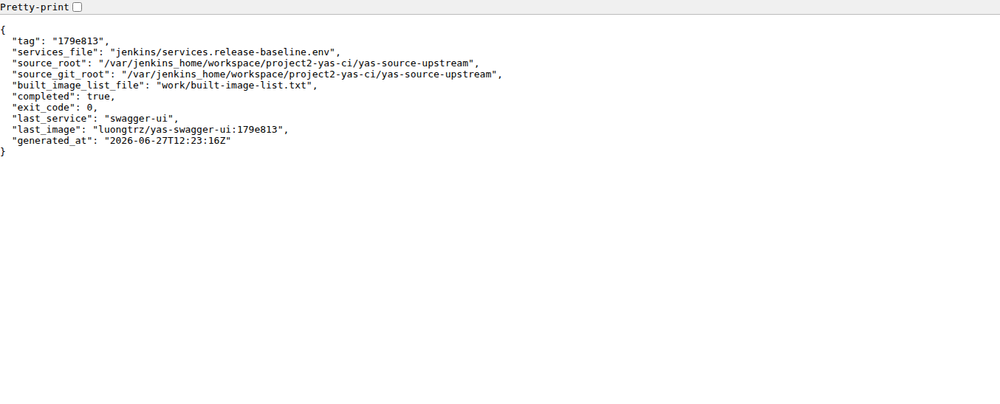 Pretty-print
{
  "tag": "179e813",
  "services_file": "jenkins/services.release-baseline.env",
  "source_root": "/var/jenkins_home/workspace/project2-yas-ci/yas-source-upstream",
  "source_git_root": "/var/jenkins_home/workspace/project2-yas-ci/yas-source-upstream",
  "built_image_list_file": "work/built-image-list.txt",
  "completed": true,
  "exit_code": 0,
  "last_service": "swagger-ui",
  "last_image": "luongtrz/yas-swagger-ui:179e813",
  "generated_at": "2026-06-27T12:23:16Z"
}